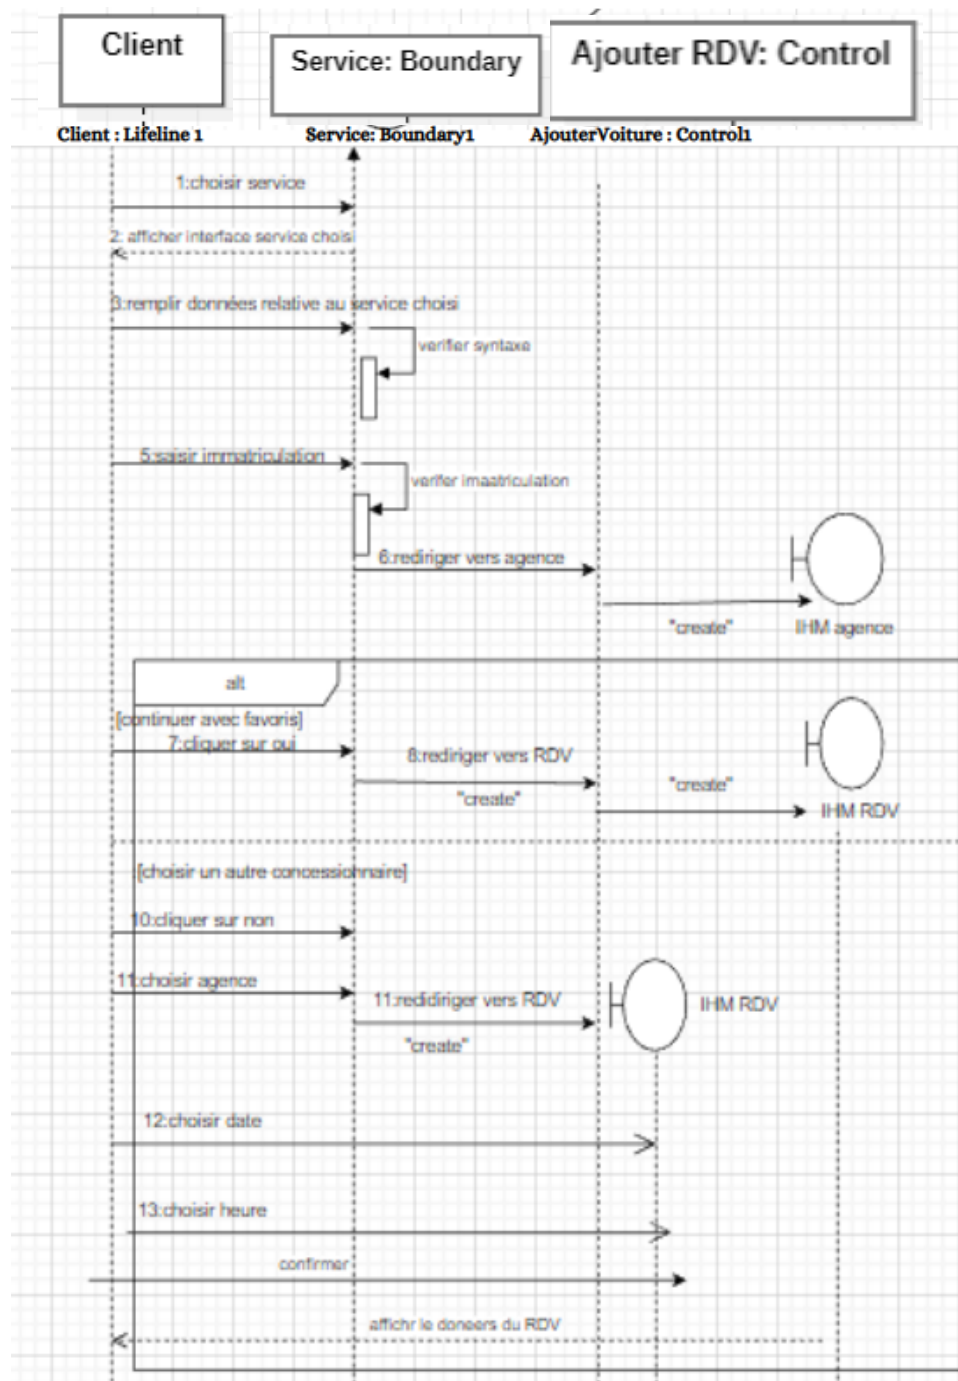 Client
Service: Boundary
Ajouter RDV: Control
Client : Lifeline 1
Service: Boundary1
AjouterVoiture : Control1
1:choisir service
2: afficher interface service choisi
3:remplir données relative au service choisi
verifier syntaxe
5:saisir immatriculation
verifer imaatriculation
6:rediriger vers agence
"create"
IHM agence
alt
[continuer avec favoris]
7:cliquer sur oui
8:rediriger vers RDV
"create"
"create"
IHM RDV
[choisir un autre concessionnaire]
10:cliquer sur non
11:choisir agence
11:redidiriger vers RDV
IHM RDV
"create"
12:choisir date
13:choisir heure
confirmer
affichr le doneers du RDV